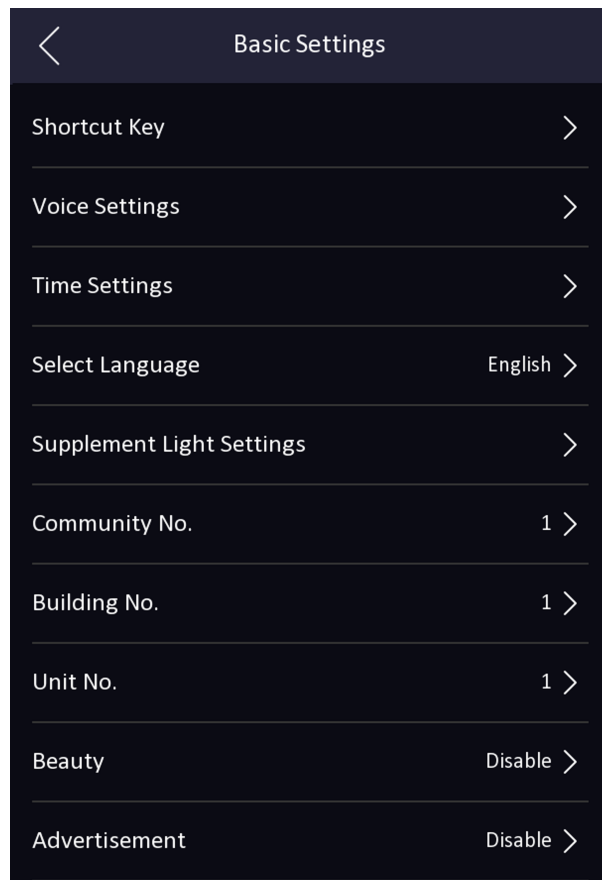 Basic Settings
Shortcut Key
Voice Settings
Time Settings
Select Language English
Supplement Light Settings
Community No. 1
Building No. 1
Unit No. 1
Beauty Disable
Advertisement Disable